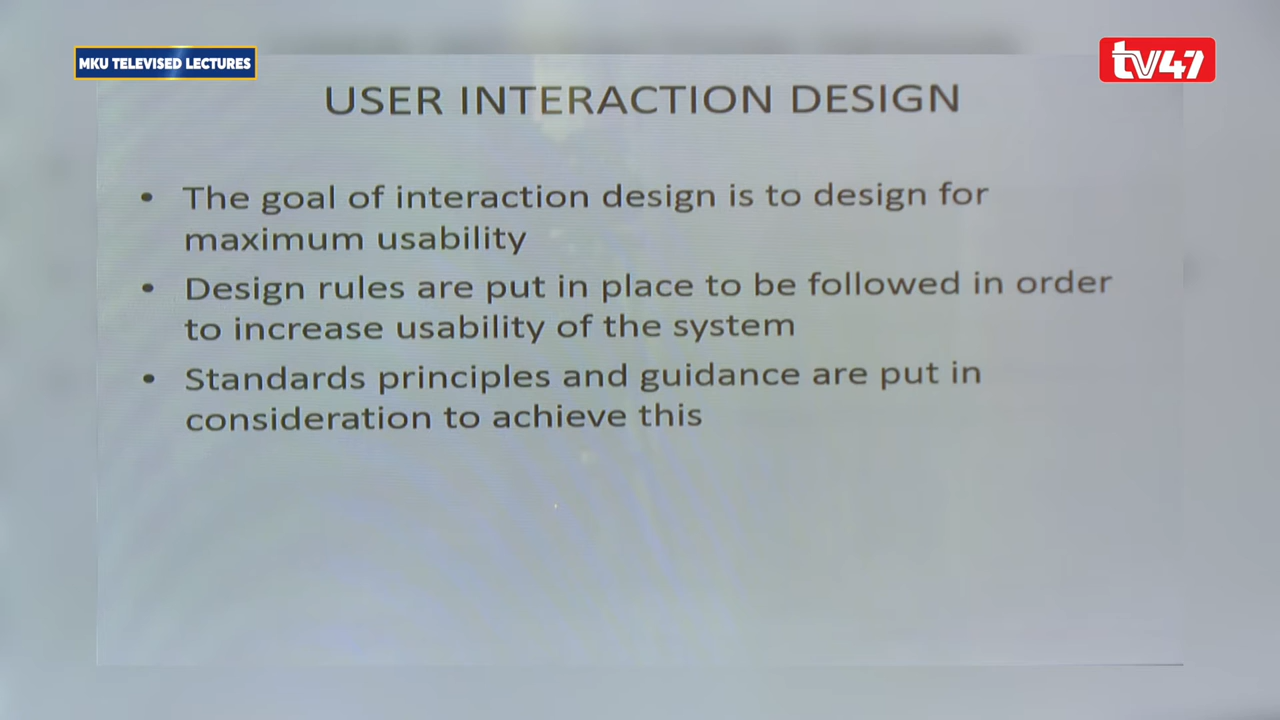 MKU TELEVISED LECTURES
tv47
USER INTERACTION DESIGN
• The goal of interaction design is to design for
maximum usability
• Design rules are put in place to be followed in order
to increase usability of the system
• Standards principles and guidance are put in
consideration to achieve this